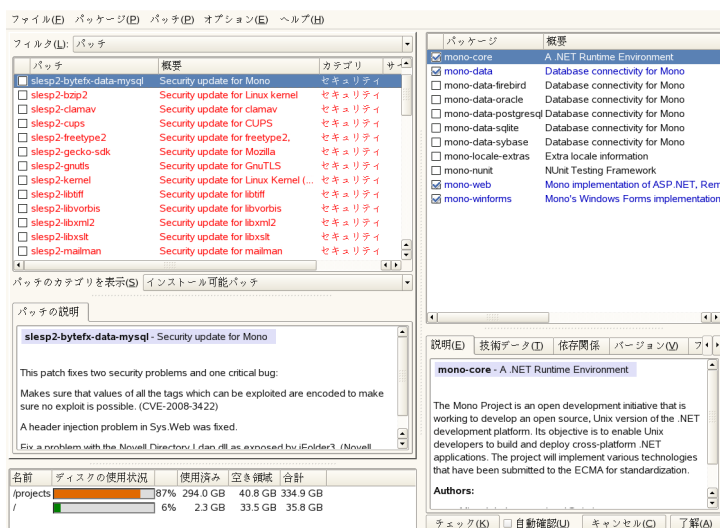 ファイル(F) パッケージ(P) パッチ(P) オプション(E) ヘルプ(H)
フィルタ(L): パッチ
パッチ 概要 カテゴリ サー
slesp2-bytefx-data-mysql Security update for Mono セキュリティ
slesp2-bzip2 Security update for Linux kernel セキュリティ
slesp2-clamav Security update for clamav セキュリティ
slesp2-cups Security update for CUPS セキュリティ
slesp2-freetype2 Security update for freetype2, セキュリティ
slesp2-gecko-sdk Security update for Mozilla セキュリティ
slesp2-gnutls Security update for GnuTLS セキュリティ
slesp2-kernel Security update for Linux Kernel (... セキュリティ
slesp2-libtiff Security update for libtiff セキュリティ
slesp2-libvorbis Security update for libvorbis セキュリティ
slesp2-libxml2 Security update for libxml2 セキュリティ
slesp2-libxslt Security update for libxslt セキュリティ
slesp2-mailman Security update for mailman セキュリティ
パッチのカテゴリを表示(S) インストール可能パッチ
パッチの説明
slesp2-bytefx-data-mysql - Security update for Mono
This patch fixes two security problems and one critical bug:
Makes sure that values of all the tags which can be exploited are encoded to make
sure no exploit is possible. (CVE-2008-3422)
A header injection problem in Sys.Web was fixed.
Fix a problem with the Novell.Directory.Ldap.dll as exposed by iFolder3. (Novell
名前 ディスクの使用状況 使用済み 空き領域 合計
/projects 87% 294.0 GB 40.8 GB 334.9 GB
/ 6% 2.3 GB 33.5 GB 35.8 GB
パッケージ 概要
mono-core A .NET Runtime Environment
mono-data Database connectivity for Mono
mono-data-firebird Database connectivity for Mono
mono-data-oracle Database connectivity for Mono
mono-data-postgresql Database connectivity for Mono
mono-data-sqlite Database connectivity for Mono
mono-data-sybase Database connectivity for Mono
mono-locale-extras Extra locale information
mono-nunit NUnit Testing Framework
mono-web Mono implementation of ASP.NET, Rem
mono-winforms Mono's Windows Forms implementation
説明(E) 技術データ(T) 依存関係 バージョン(V) フ
mono-core - A .NET Runtime Environment
The Mono Project is an open development initiative that is
working to develop an open source, Unix version of the .NET
development platform. Its objective is to enable Unix
developers to build and deploy cross-platform .NET
applications. The project will implement various technologies
that have been submitted to the ECMA for standardization.
Authors:
チェック(K) 自動確認(U) キャンセル(C) 了解(A)